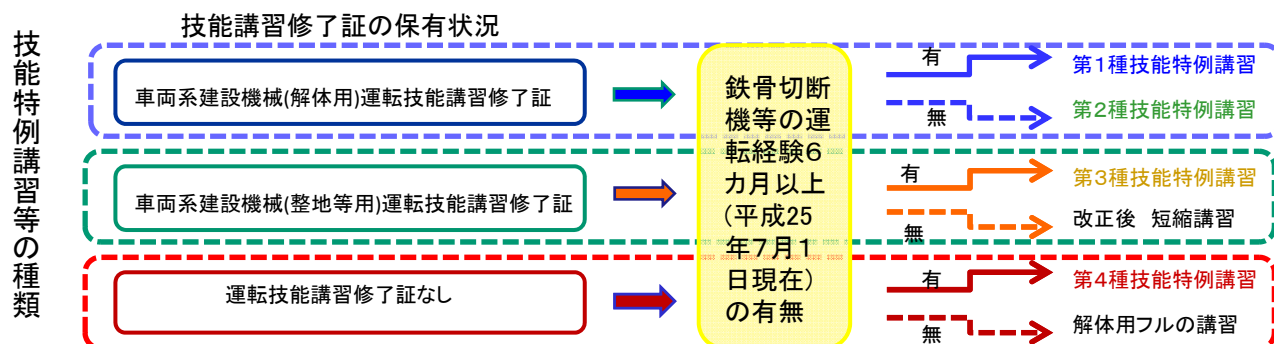 技能講習修了証の保有状況
技能特例講習等の種類
車両系建設機械(解体用)運転技能講習修了証
車両系建設機械(整地等用)運転技能講習修了証
運転技能講習修了証なし
鉄骨切断
機等の運
転経験6
カ月以上
(平成25
年7月1
日現在)
の有無
有
第1種技能特例講習
無
第2種技能特例講習
有
第3種技能特例講習
無
改正後 短縮講習
有
第4種技能特例講習
無
解体用フルの講習